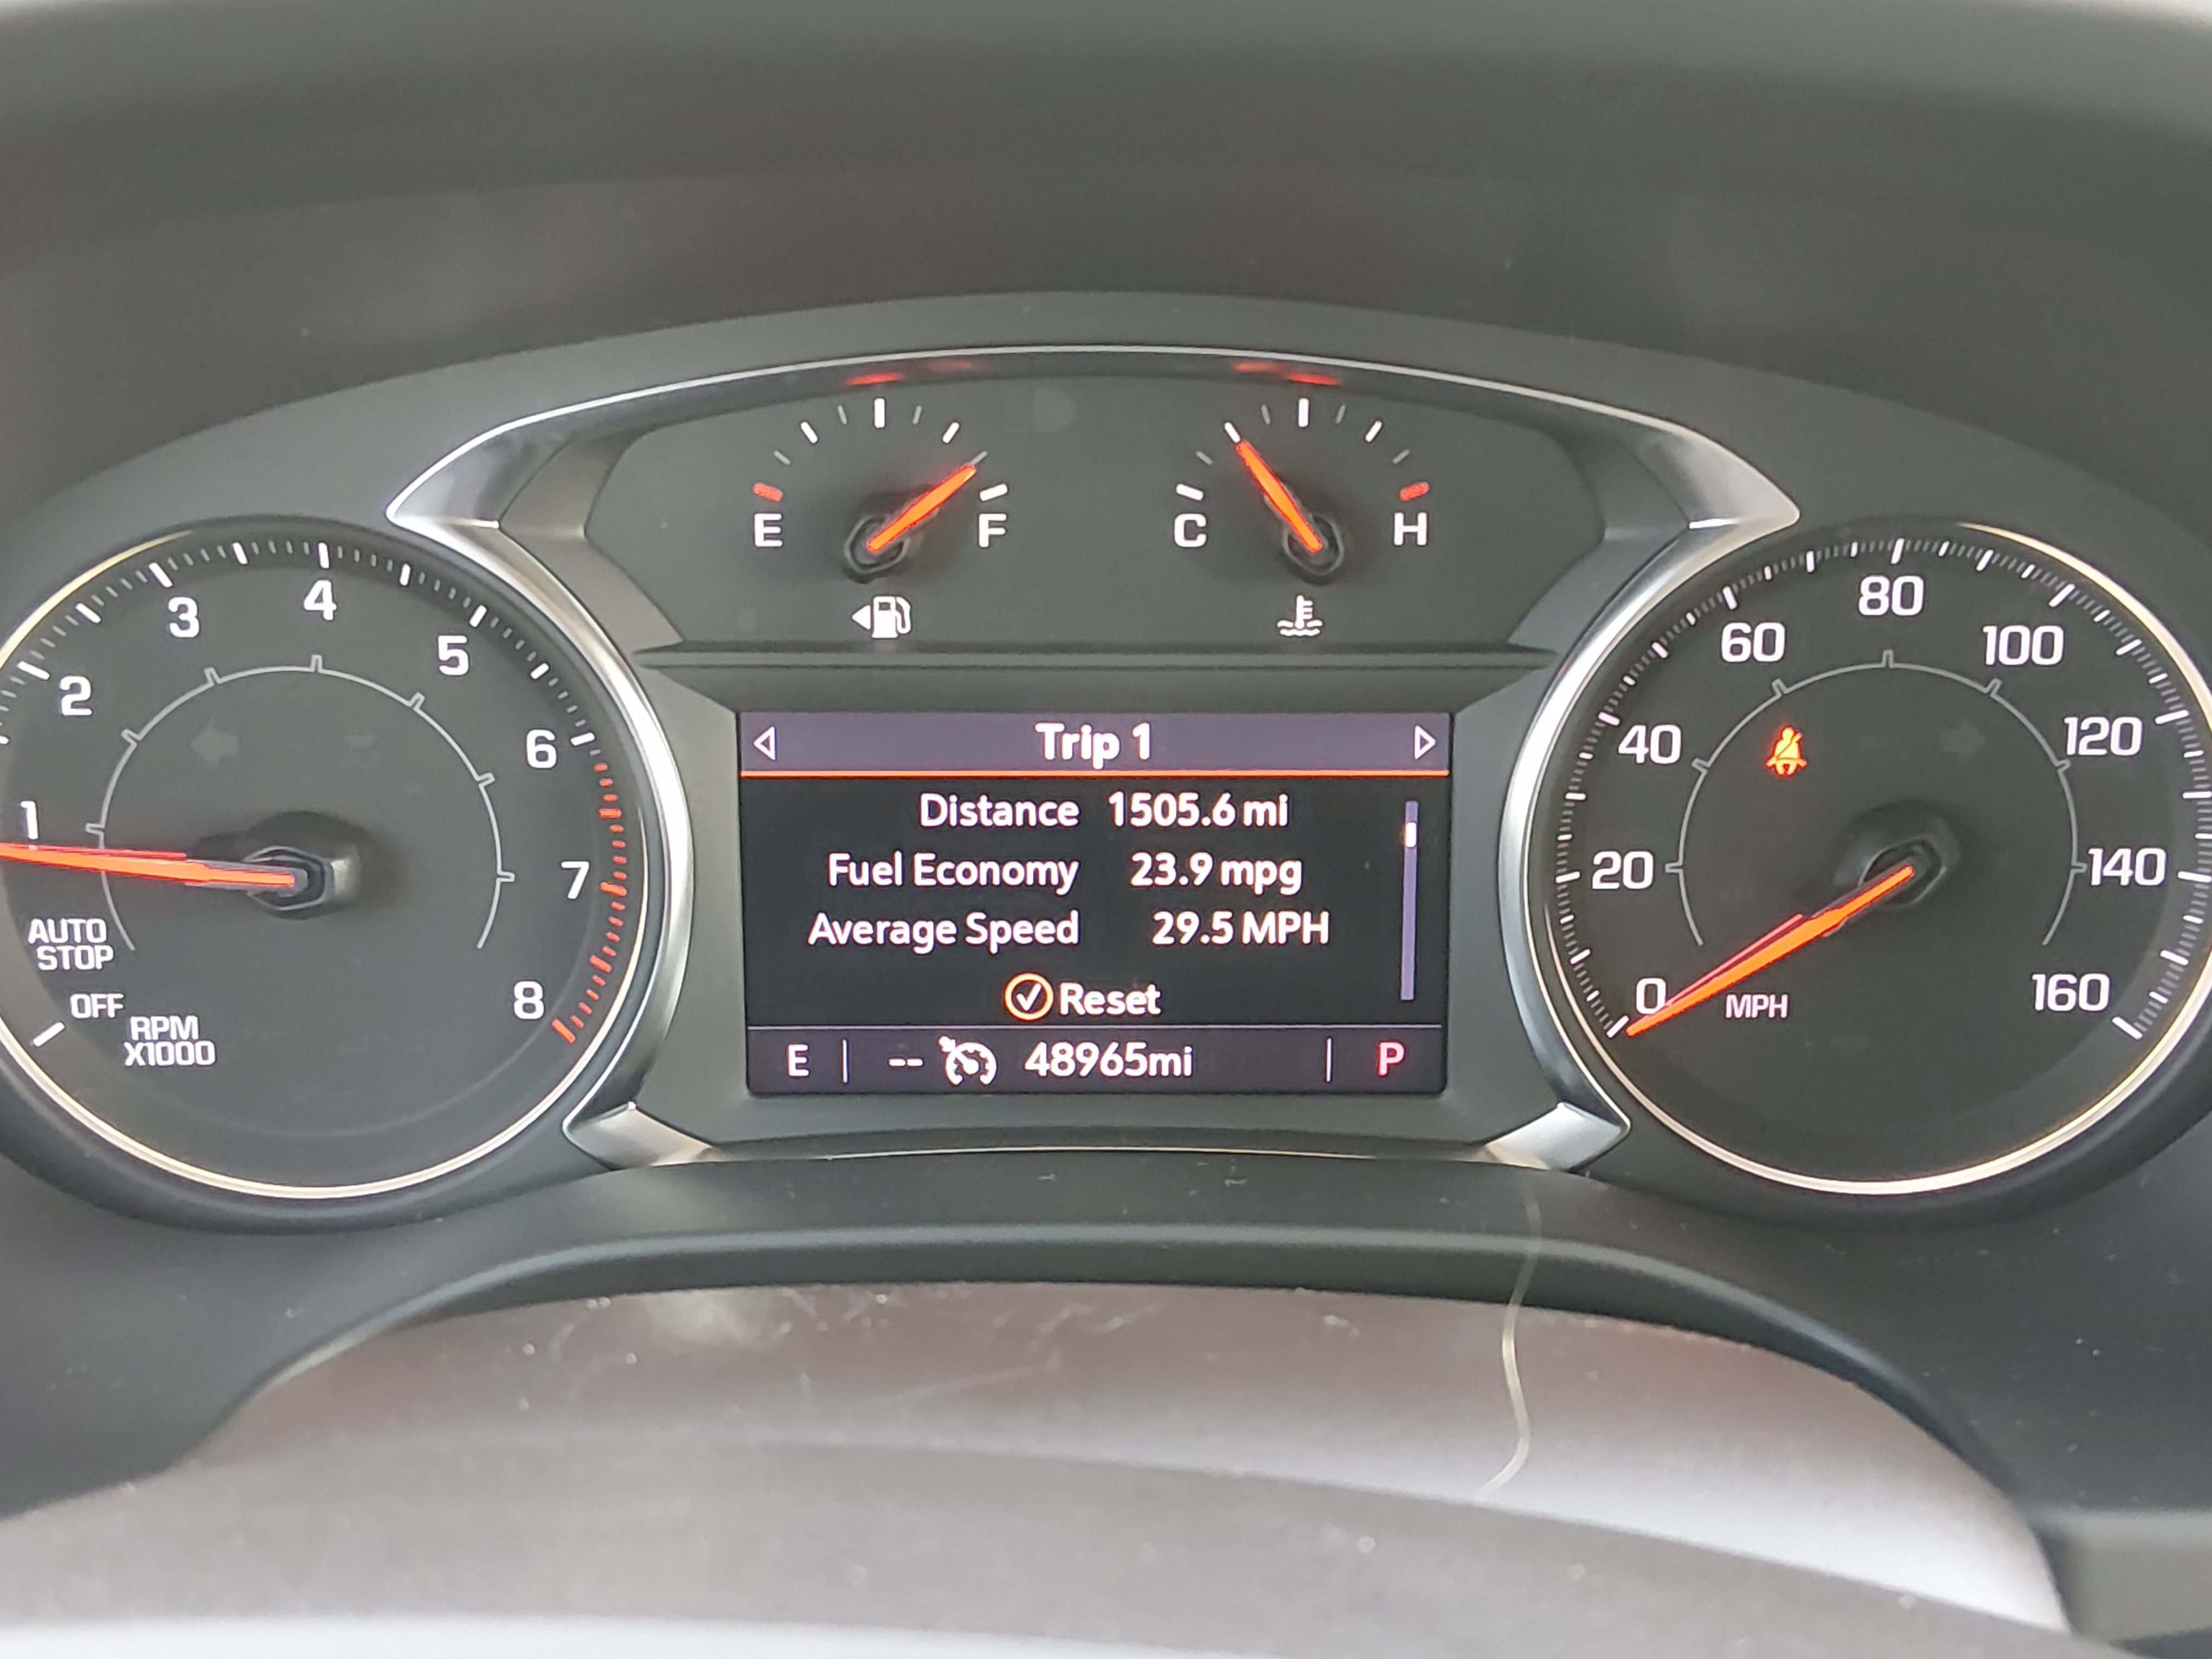 E F
C H
1 2 3 4 5 6 7 8
AUTO
STOP
OFF
RPM
X1000
Trip 1
Distance 1505.6 mi
Fuel Economy 23.9 mpg
Average Speed 29.5 MPH
Reset
E -- 48965mi P
0 20 40 60 80 100 120 140 160
MPH